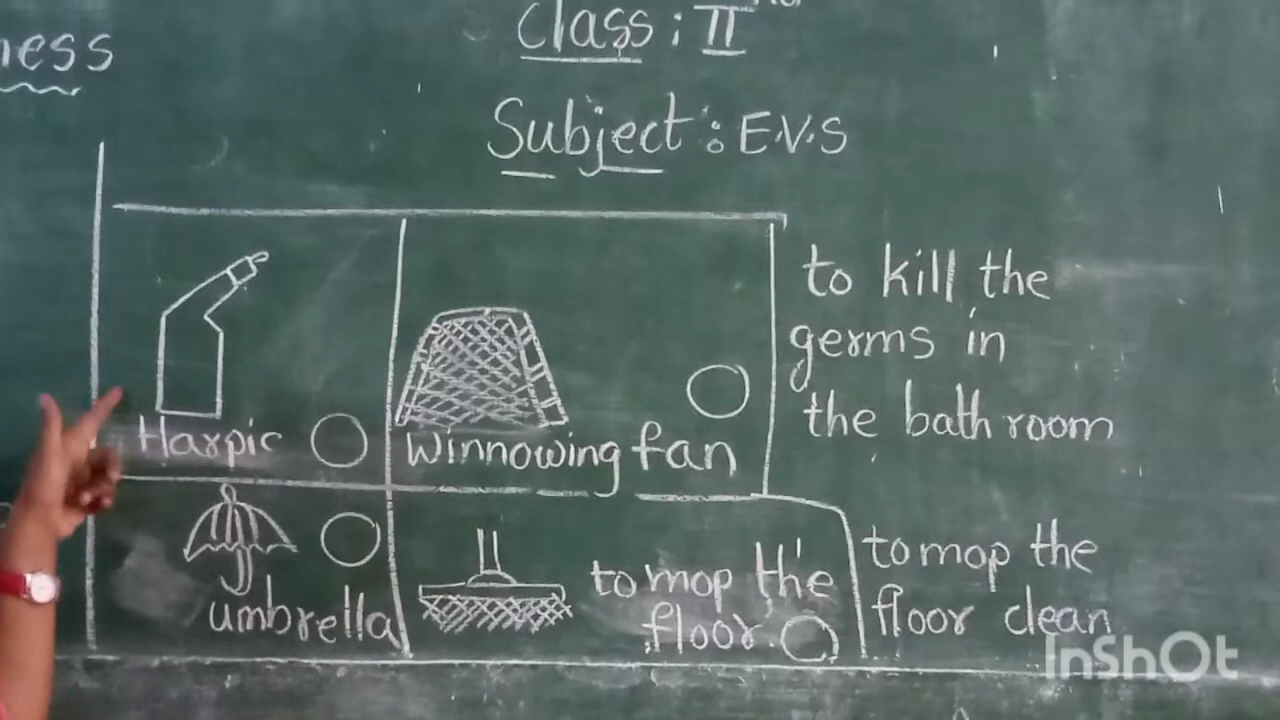 ness
Class : II
Subject : E.V.S
Harpic
Winnowing fan
to kill the
germs in
the bath room
umbrella
to mop the
floor.
to mop the
floor clean
InShOt